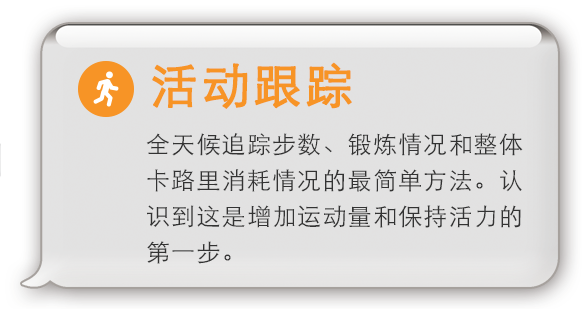 活动跟踪
全天候追踪步数、锻炼情况和整体
卡路里消耗情况的最简单方法。认
识到这是增加运动量和保持活力的
第一步。